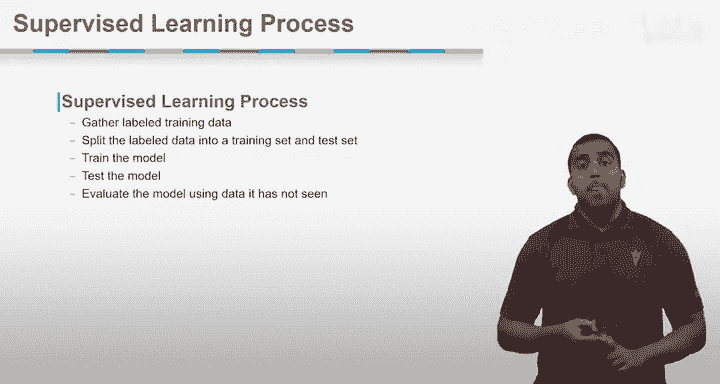 Supervised Learning Process
Supervised Learning Process
– Gather labeled training data
– Split the labeled data into a training set and test set
– Train the model
– Test the model
– Evaluate the model using data it has not seen